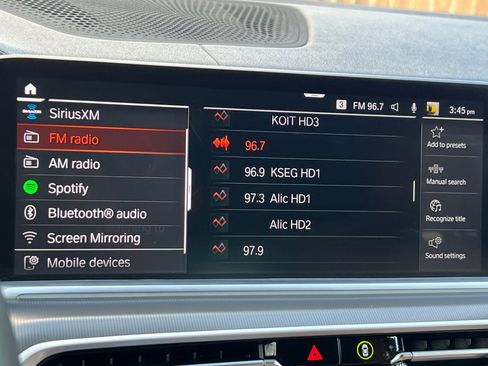 3 FM 96.7 3:45 pm
SiriusXM
SiriusXM
FM radio
AM radio
Spotify
Bluetooth® audio
Screen Mirroring
Mobile devices
KOIT HD3
96.7
96.9 KSEG HD1
97.3 Alic HD1
Alic HD2
97.9
Add to presets
Manual search
Recognize title
Sound settings